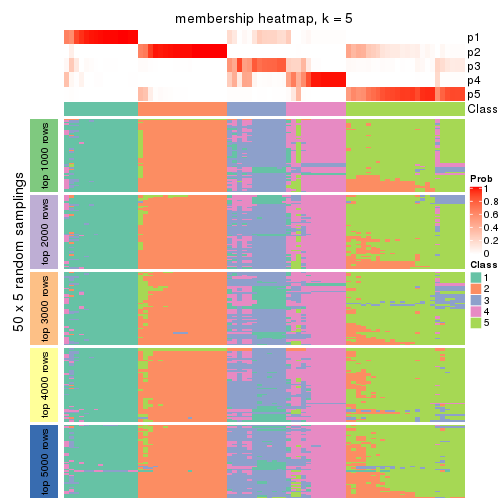 membership heatmap, k = 5
p1
p2
p3
p4
p5
Class
50 x 5 random samplings
top 1000 rows
top 2000 rows
top 3000 rows
top 4000 rows
top 5000 rows
Prob
1
0.8
0.6
0.4
0.2
0
Class
1
2
3
4
5